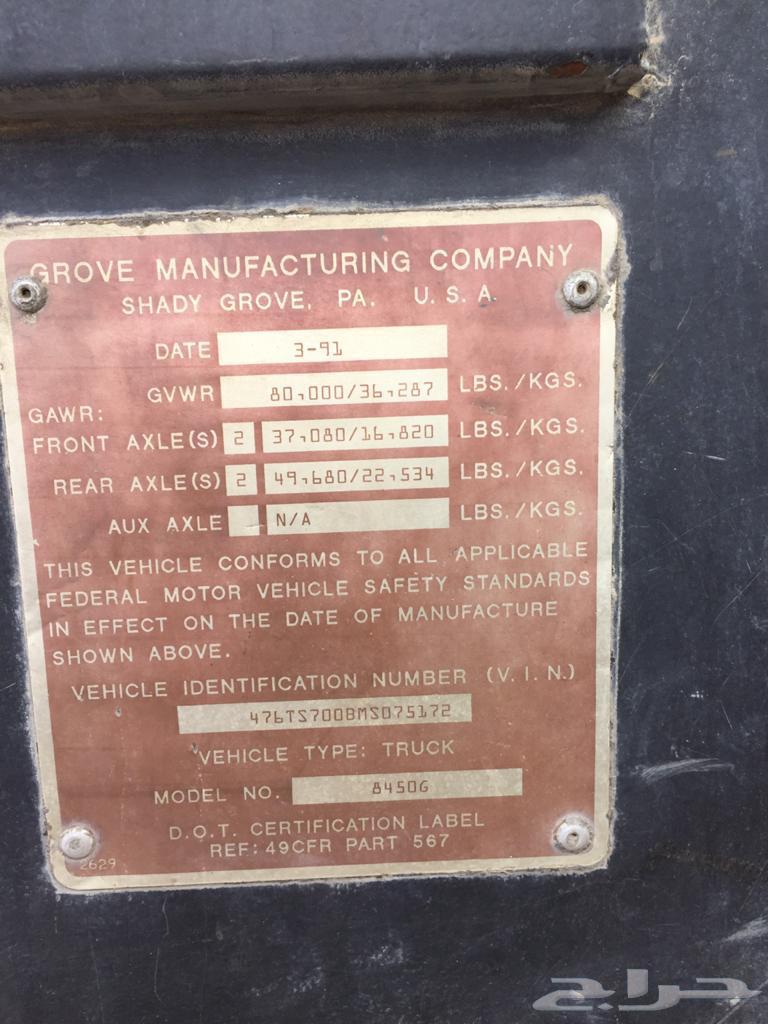 GROVE MANUFACTURING COMPANY
SHADY GROVE, PA. U.S.A.
DATE 3-91
GVWR 80,000/36,287 LBS./KGS.
GAWR:
FRONT AXLE(S) 2 37,080/16,820 LBS./KGS.
REAR AXLE(S) 2 49,680/22,534 LBS./KGS.
AUX AXLE N/A LBS./KGS.
THIS VEHICLE CONFORMS TO ALL APPLICABLE
FEDERAL MOTOR VEHICLE SAFETY STANDARDS
IN EFFECT ON THE DATE OF MANUFACTURE
SHOWN ABOVE.
VEHICLE IDENTIFICATION NUMBER (V.I.N.)
476TS700BMS075172
VEHICLE TYPE: TRUCK
MODEL NO. 8450G
D.O.T. CERTIFICATION LABEL
REF: 49CFR PART 567
2629
حراج